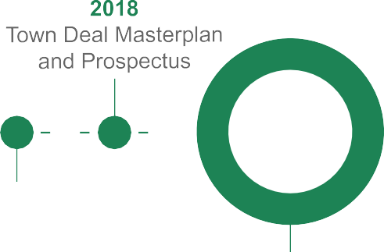 2018
Town Deal Masterplan
and Prospectus